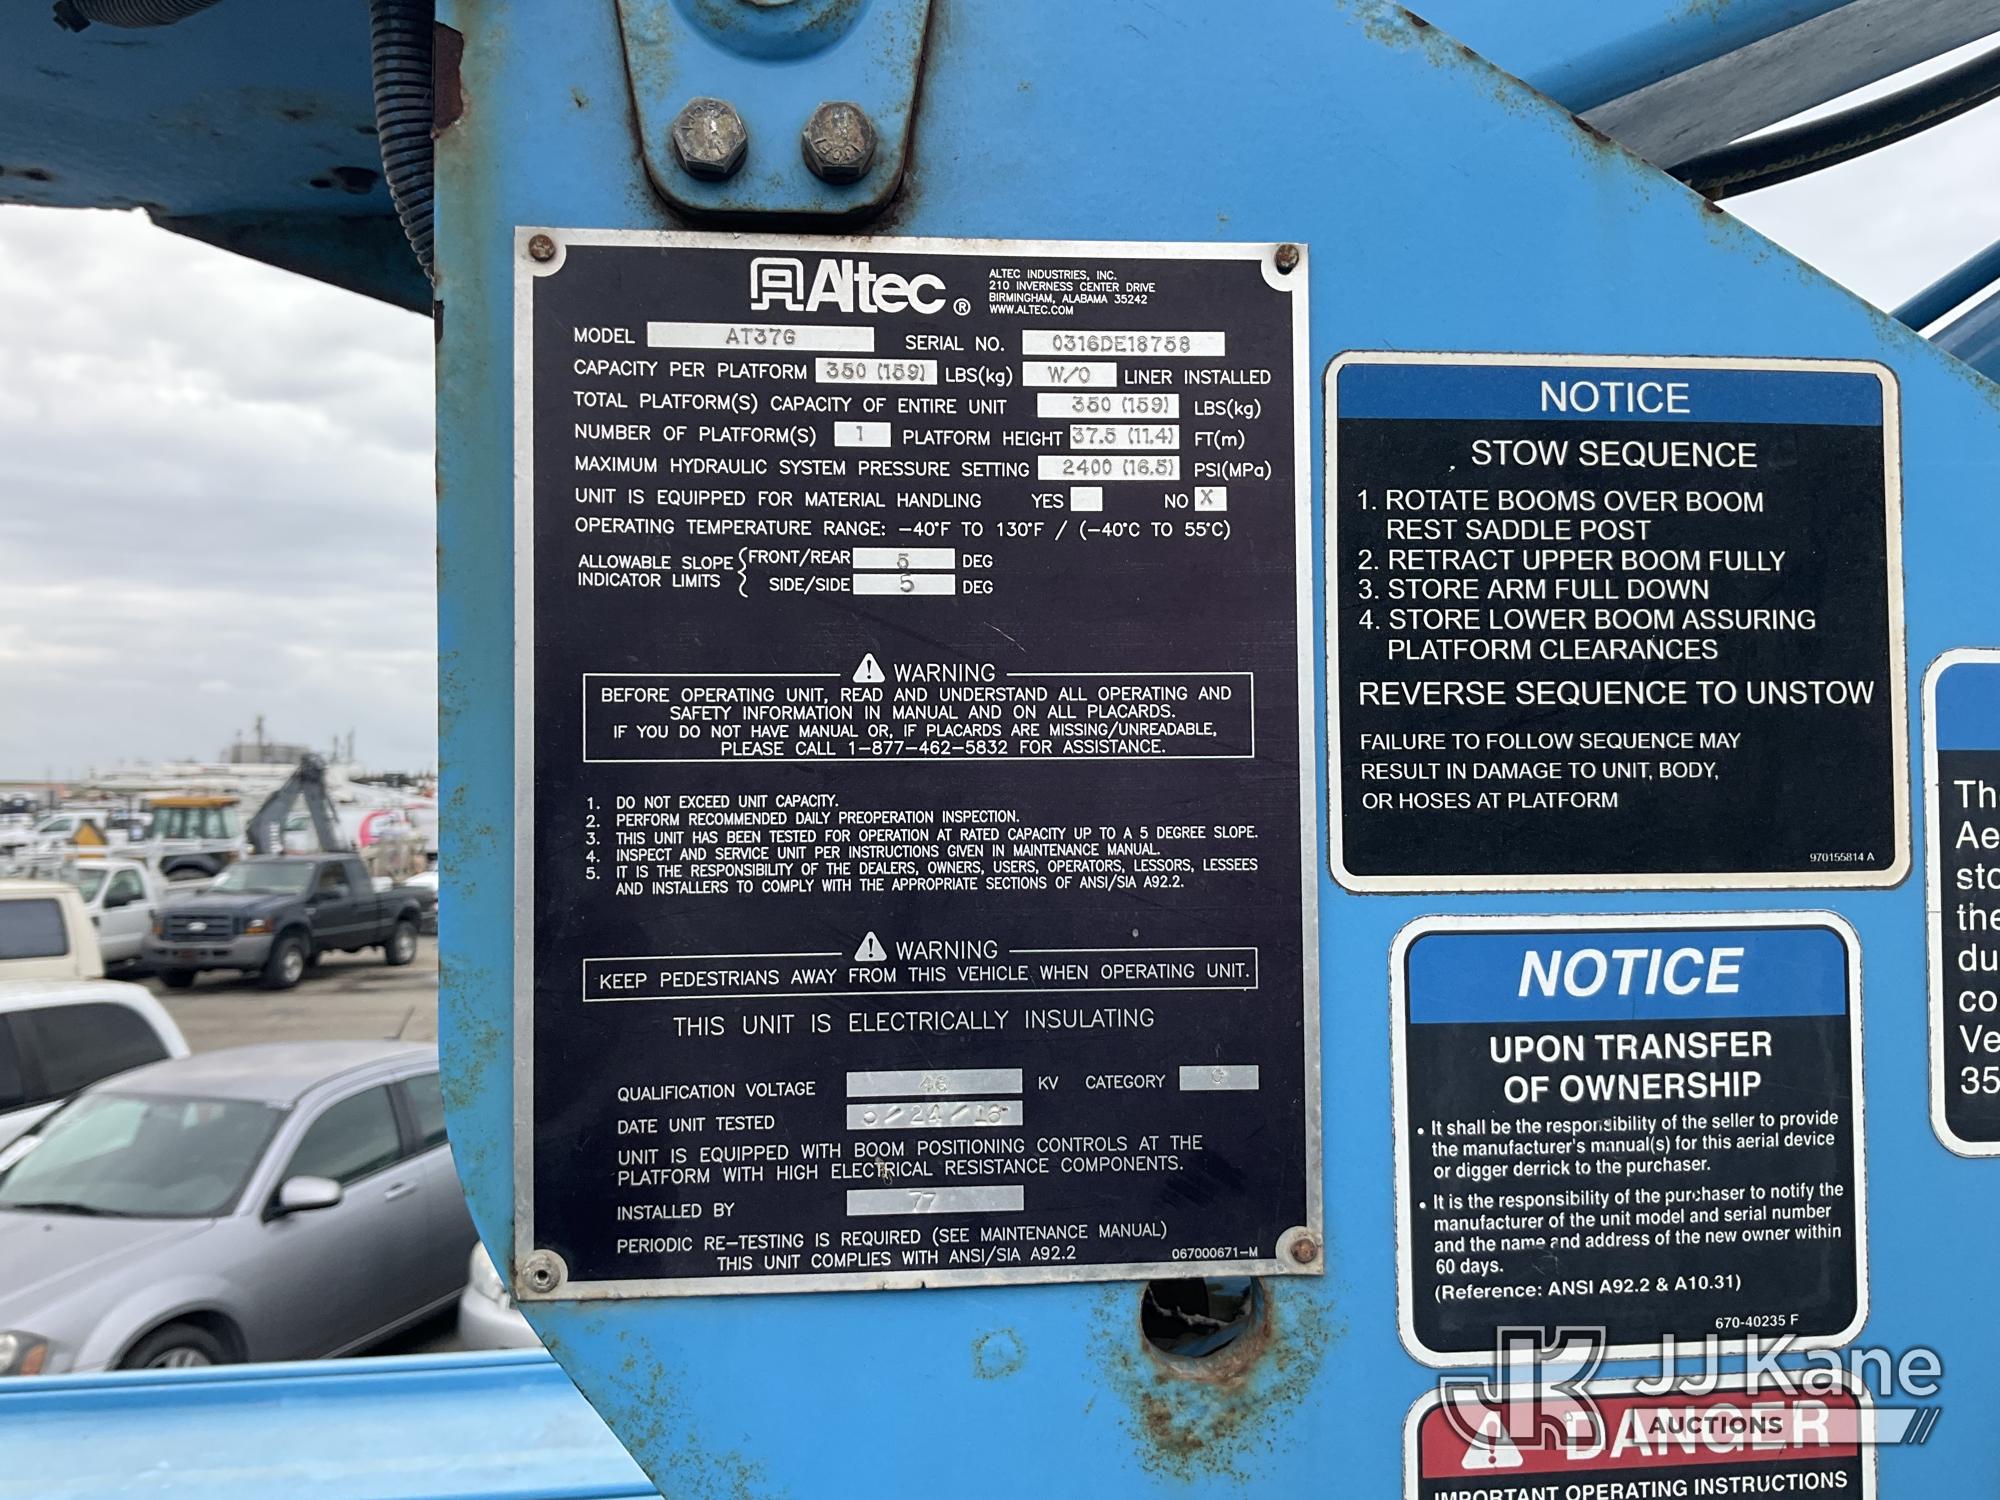 Altec ®
ALTEC INDUSTRIES, INC.
210 INVERNESS CENTER DRIVE
BIRMINGHAM, ALABAMA 35242
WWW.ALTEC.COM
MODEL AT37G SERIAL NO. 0316DE18758
CAPACITY PER PLATFORM 350 (159) LBS(kg) W/O LINER INSTALLED
TOTAL PLATFORM(S) CAPACITY OF ENTIRE UNIT 350 (159) LBS(kg)
NUMBER OF PLATFORM(S) 1 PLATFORM HEIGHT 37.5 (11.4) FT(m)
MAXIMUM HYDRAULIC SYSTEM PRESSURE SETTING 2400 (16.5) PSI(MPa)
UNIT IS EQUIPPED FOR MATERIAL HANDLING YES NO X
OPERATING TEMPERATURE RANGE: -40°F TO 130°F / (-40°C TO 55°C)
ALLOWABLE SLOPE INDICATOR LIMITS
FRONT/REAR 5 DEG
SIDE/SIDE 5 DEG
WARNING
BEFORE OPERATING UNIT, READ AND UNDERSTAND ALL OPERATING AND
SAFETY INFORMATION IN MANUAL AND ON ALL PLACARDS.
IF YOU DO NOT HAVE MANUAL OR, IF PLACARDS ARE MISSING/UNREADABLE,
PLEASE CALL 1-877-462-5832 FOR ASSISTANCE.
1. DO NOT EXCEED UNIT CAPACITY.
2. PERFORM RECOMMENDED DAILY PREOPERATION INSPECTION.
3. THIS UNIT HAS BEEN TESTED FOR OPERATION AT RATED CAPACITY UP TO A 5 DEGREE SLOPE.
4. INSPECT AND SERVICE UNIT PER INSTRUCTIONS GIVEN IN MAINTENANCE MANUAL.
5. IT IS THE RESPONSIBILITY OF THE DEALERS, OWNERS, USERS, OPERATORS, LESSORS, LESSEES
AND INSTALLERS TO COMPLY WITH THE APPROPRIATE SECTIONS OF ANSI/SIA A92.2.
WARNING
KEEP PEDESTRIANS AWAY FROM THIS VEHICLE WHEN OPERATING UNIT.
THIS UNIT IS ELECTRICALLY INSULATING
QUALIFICATION VOLTAGE 46 KV CATEGORY C
DATE UNIT TESTED /24/16
UNIT IS EQUIPPED WITH BOOM POSITIONING CONTROLS AT THE
PLATFORM WITH HIGH ELECTRICAL RESISTANCE COMPONENTS.
INSTALLED BY 77
PERIODIC RE-TESTING IS REQUIRED (SEE MAINTENANCE MANUAL)
THIS UNIT COMPLIES WITH ANSI/SIA A92.2 067000671-M
NOTICE
STOW SEQUENCE
1. ROTATE BOOMS OVER BOOM
REST SADDLE POST
2. RETRACT UPPER BOOM FULLY
3. STORE ARM FULL DOWN
4. STORE LOWER BOOM ASSURING
PLATFORM CLEARANCES
REVERSE SEQUENCE TO UNSTOW
FAILURE TO FOLLOW SEQUENCE MAY
RESULT IN DAMAGE TO UNIT, BODY,
OR HOSES AT PLATFORM
970155814 A
NOTICE
UPON TRANSFER
OF OWNERSHIP
• It shall be the responsibility of the seller to provide
the manufacturer's manual(s) for this aerial device
or digger derrick to the purchaser.
• It is the responsibility of the purchaser to notify the
manufacturer of the unit model and serial number
and the name and address of the new owner within
60 days.
(Reference: ANSI A92.2 & A10.31)
670-40235 F
DANGER
IMPORTANT OPERATING INSTRUCTIONS
JJ Kane
AUCTIONS